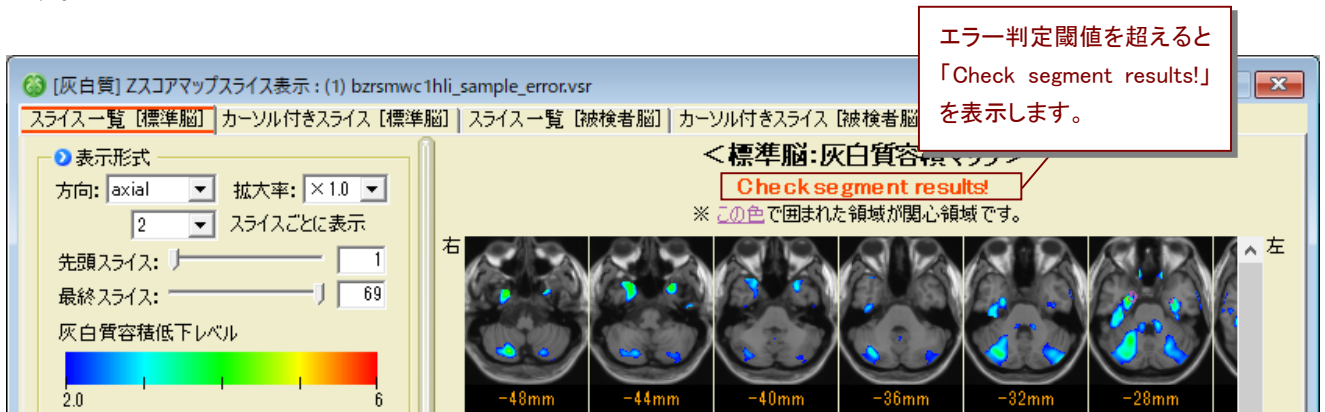 エラー判定閾値を超えると
「Check segment results!」
を表示します。
[灰白質] Zスコアマップスライス表示 : (1) bzrsmwc1hli_sample_error.vsr
スライス一覧 [標準脳] カーソル付きスライス [標準脳] スライス一覧 [被検者脳] カーソル付きスライス [被検者脳
表示形式
方向: axial 拡大率: ×1.0
2 スライスごとに表示
先頭スライス: 1
最終スライス: 69
灰白質容積低下レベル
2.0 6
＜標準脳:灰白質容積マップ＞
Check segment results!
※ この色で囲まれた領域が関心領域です。
右 左
-48mm -44mm -40mm -36mm -32mm -28mm